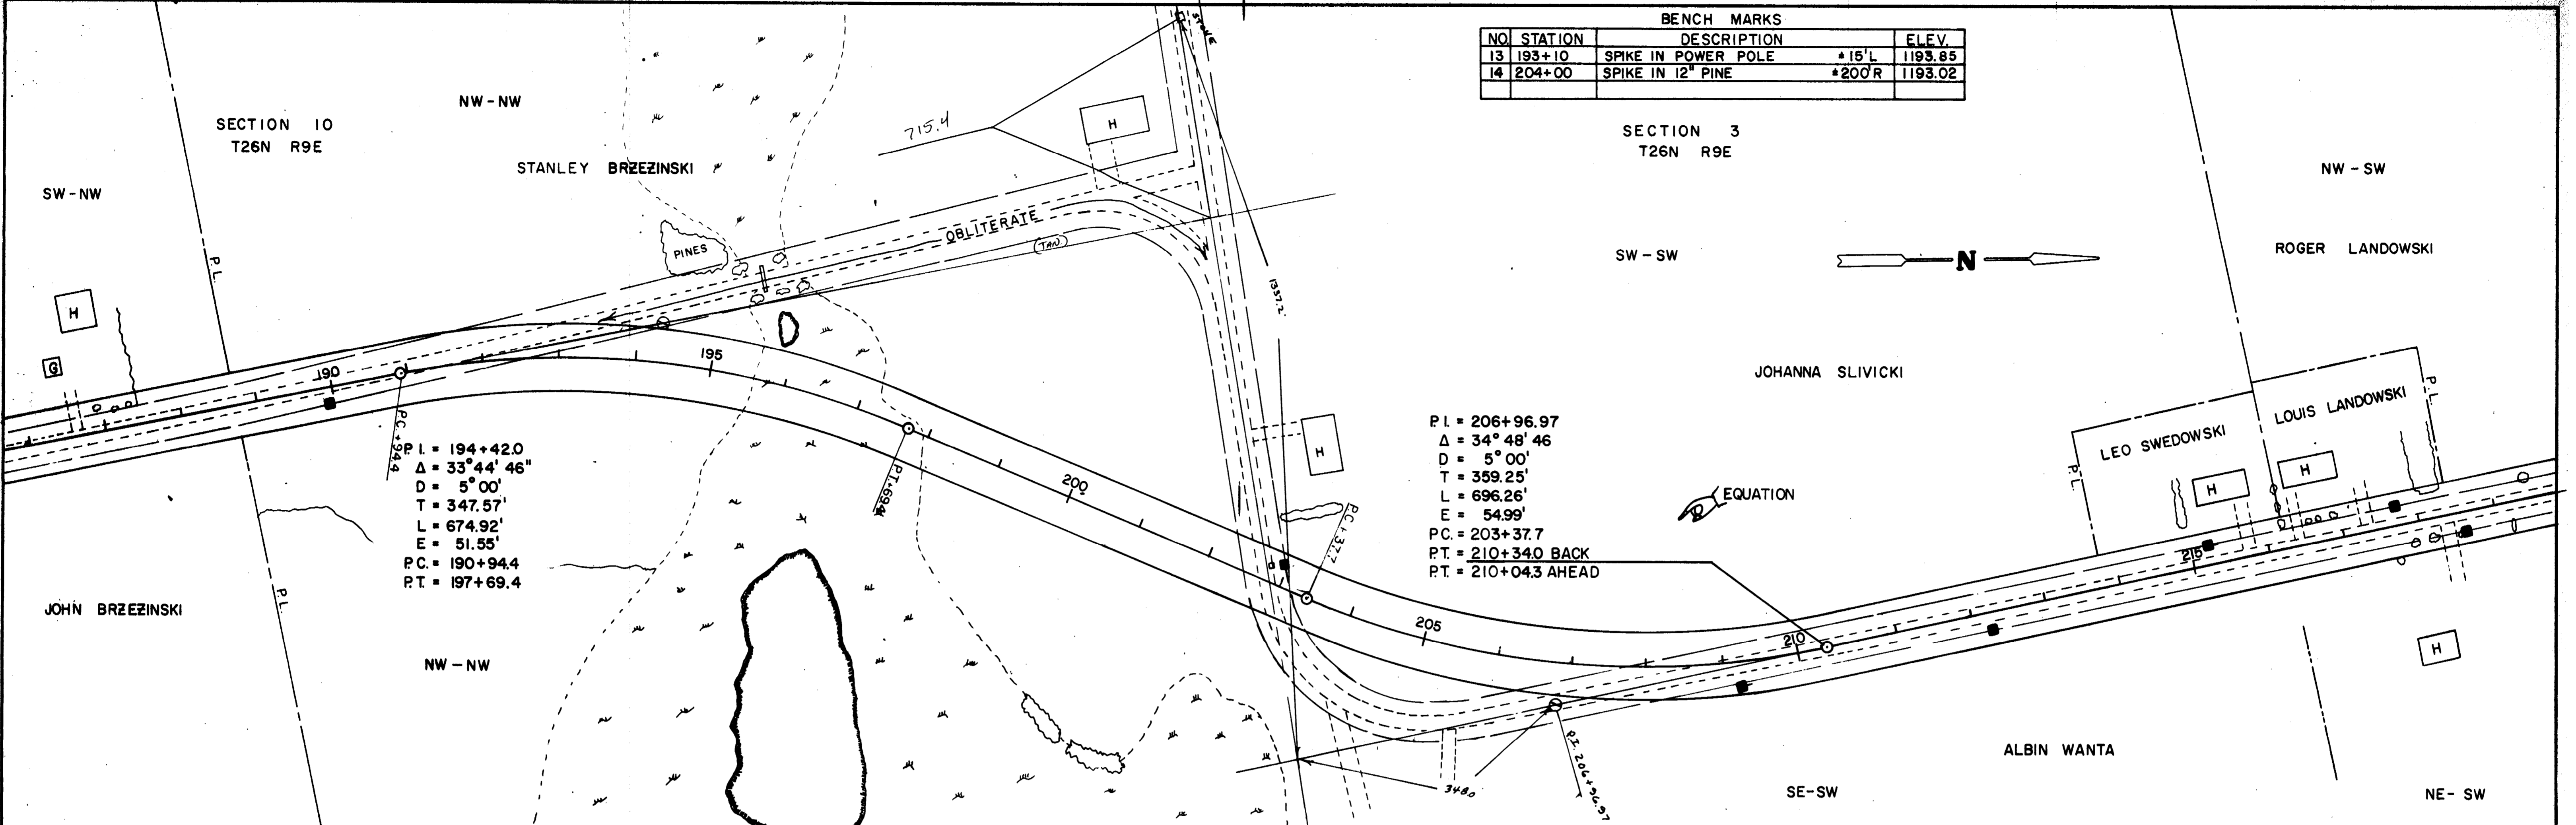 BENCH MARKS
NO. STATION DESCRIPTION ELEV.
13 193+10 SPIKE IN POWER POLE ±15'L 1193.85
14 204+00 SPIKE IN 12" PINE ±200'R 1193.02
STONE
NW-NW
SECTION 10
T26N R9E
STANLEY BRZEZINSKI
SW-NW
715.4
H
SECTION 3
T26N R9E
NW-SW
SW-SW
N
ROGER LANDOWSKI
P.L.
PINES
OBLITERATE
(TAN)
1337.2
H
G
190
195
JOHANNA SLIVICKI
P.C. +94.4
P.I. = 194+42.0
Δ = 33°44'46"
D = 5°00'
T = 347.57'
L = 674.92'
E = 51.55'
P.C. = 190+94.4
P.T. = 197+69.4
P.T. +69.4
200
H
P.C. +37.7
P.I. = 206+96.97
Δ = 34°48'46
D = 5°00'
T = 359.25'
L = 696.26'
E = 54.99'
P.C. = 203+37.7
P.T. = 210+34.0 BACK
P.T. = 210+04.3 AHEAD
EQUATION
LEO SWEDOWSKI
LOUIS LANDOWSKI
P.L.
P.L.
H
H
215
205
210
H
JOHN BRZEZINSKI
P.L.
NW-NW
P.I. 206+96.97
348.0
ALBIN WANTA
SE-SW
NE-SW